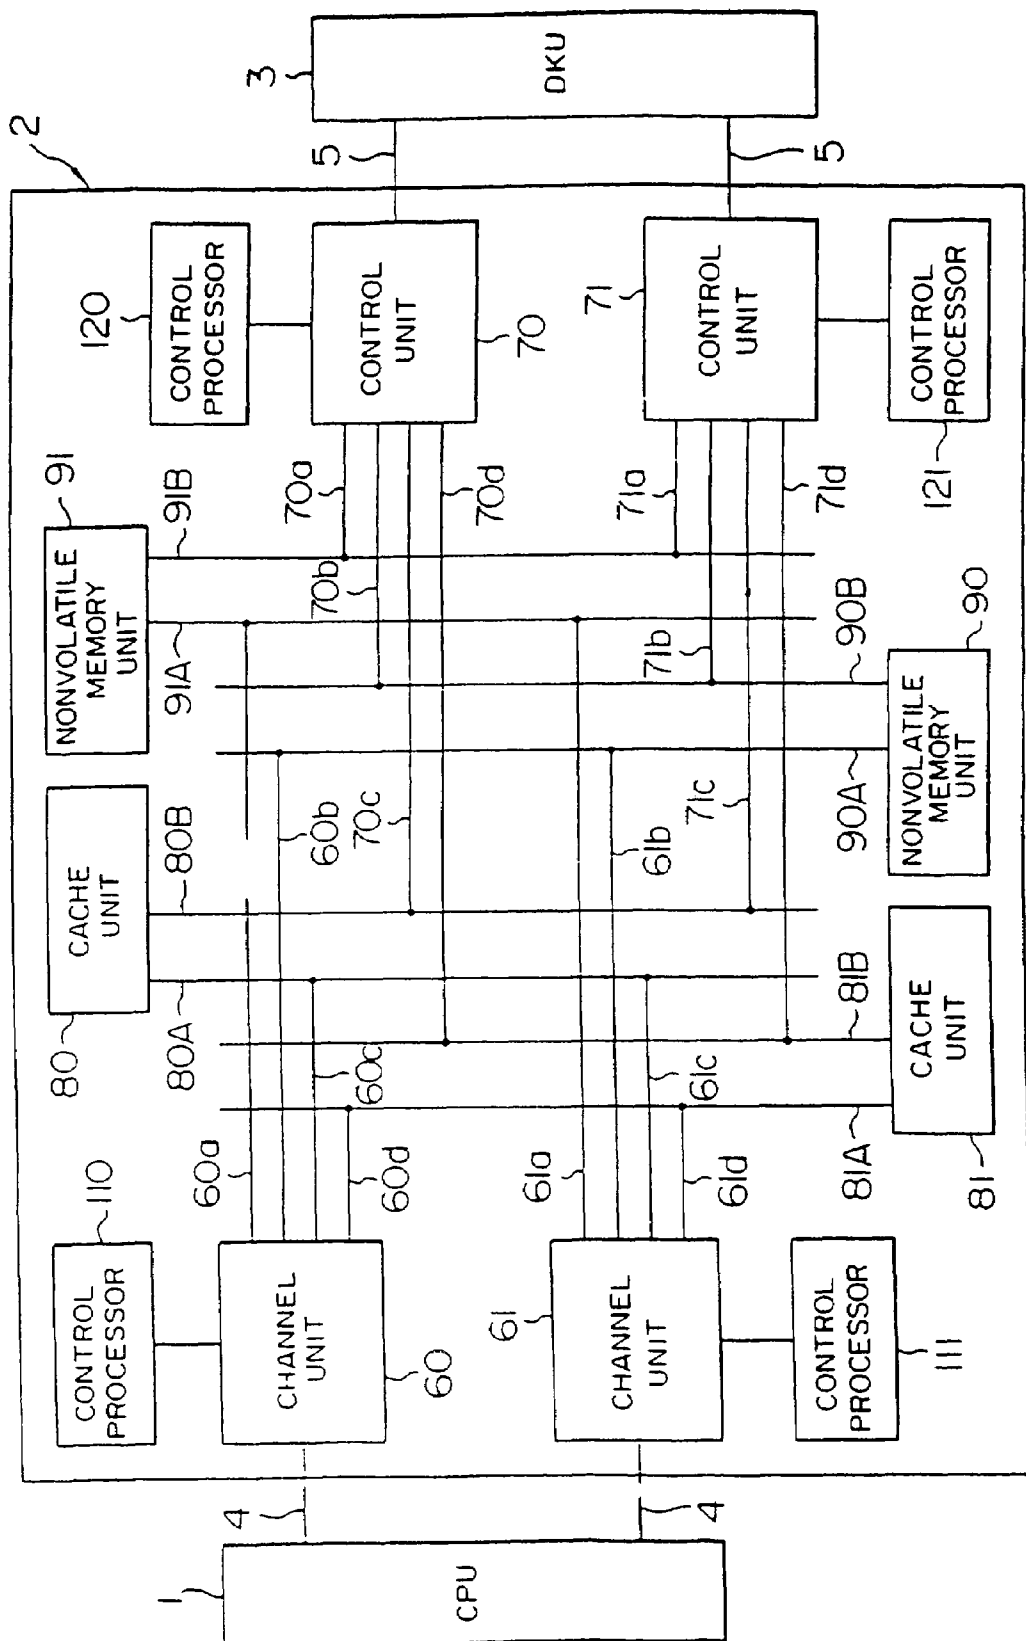 1
CPU
4
4
2
CONTROL
PROCESSOR
110
CHANNEL
UNIT
60
60a
60b
60c
60d
61
CHANNEL
UNIT
61a
61b
61c
61d
CONTROL
PROCESSOR
111
80
CACHE
UNIT
80A
80B
81
CACHE
UNIT
81A
81B
NONVOLATILE
MEMORY
UNIT
91
91A
91B
NONVOLATILE
MEMORY
UNIT
90
90A
90B
120
CONTROL
PROCESSOR
CONTROL
UNIT
70
70a
70b
70c
70d
71
CONTROL
UNIT
71a
71b
71c
71d
CONTROL
PROCESSOR
121
5
5
3
DKU